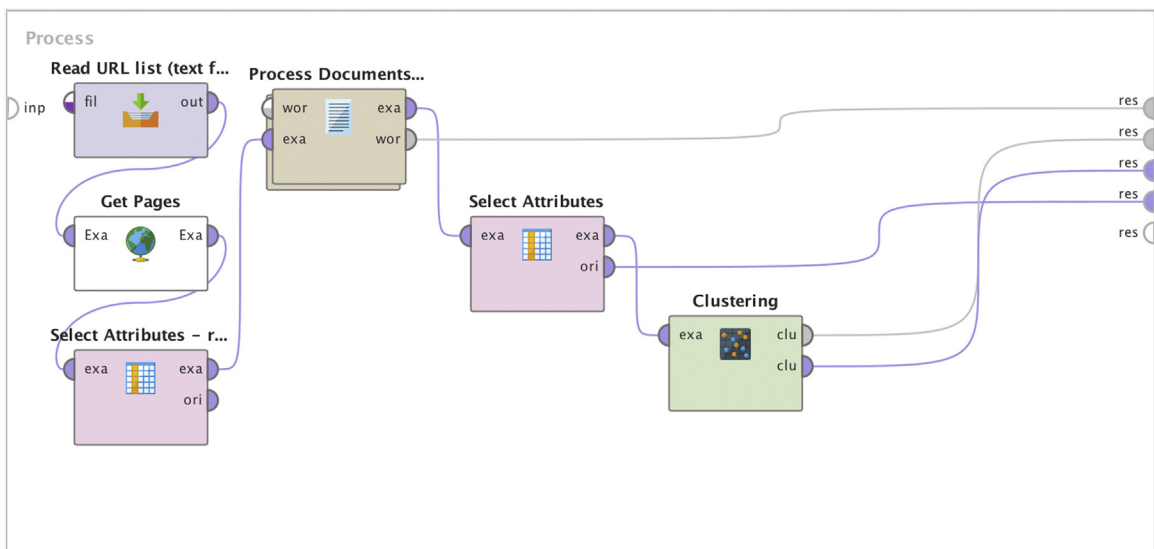 Process
Read URL list (text f...
inp
fil out
Process Documents...
wor exa
exa wor
res
res
res
res
res
Get Pages
Exa Exa
Select Attributes
exa exa
ori
Select Attributes – r...
exa exa
ori
Clustering
exa clu
clu